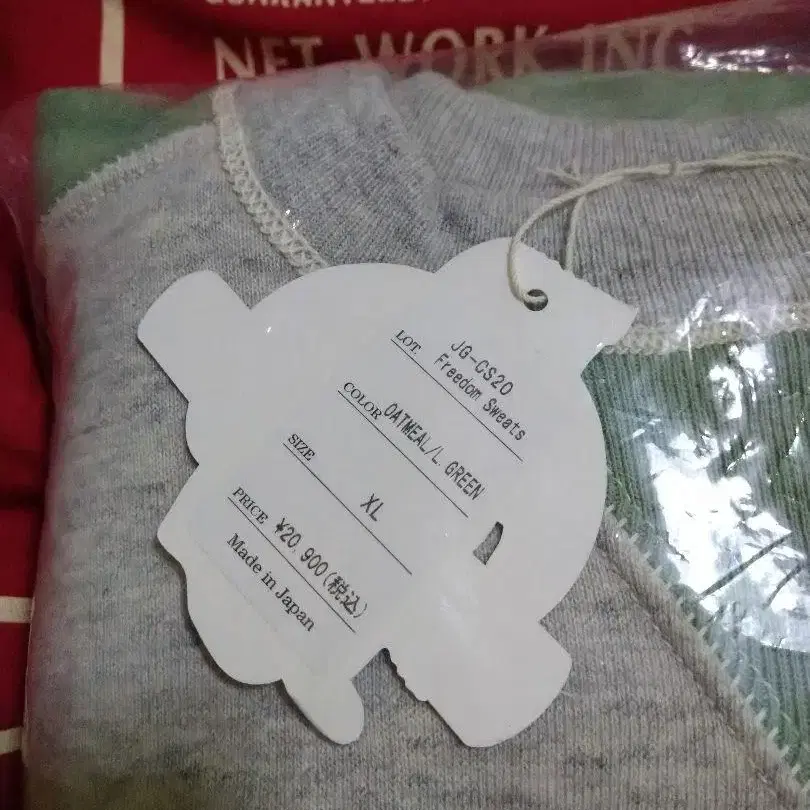 NET WORK INC
LOT. JG-CS20
Freedom Sweats
COLOR OATMEAL/L.GREEN
SIZE XL
PRICE ¥20,900(税込)
Made in Japan